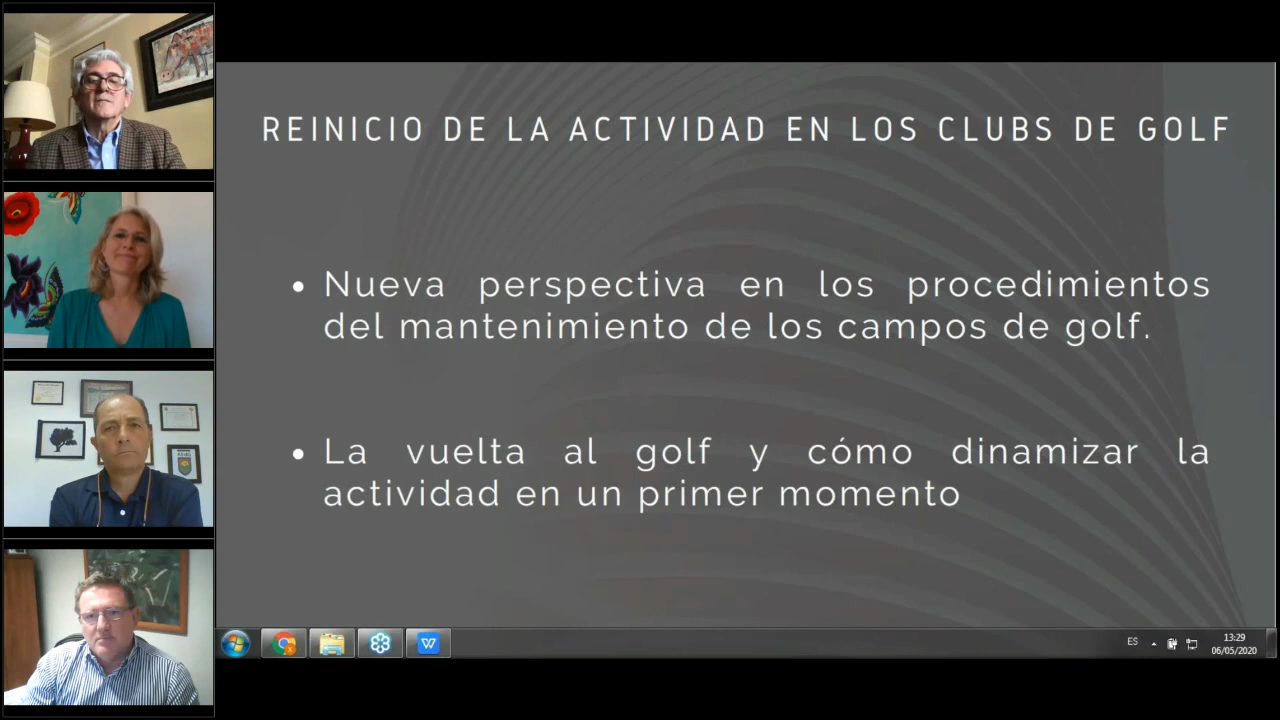 REINICIO DE LA ACTIVIDAD EN LOS CLUBS DE GOLF
• Nueva perspectiva en los procedimientos
del mantenimiento de los campos de golf.
• La vuelta al golf y cómo dinamizar la
actividad en un primer momento
ES
13:29
06/05/2020